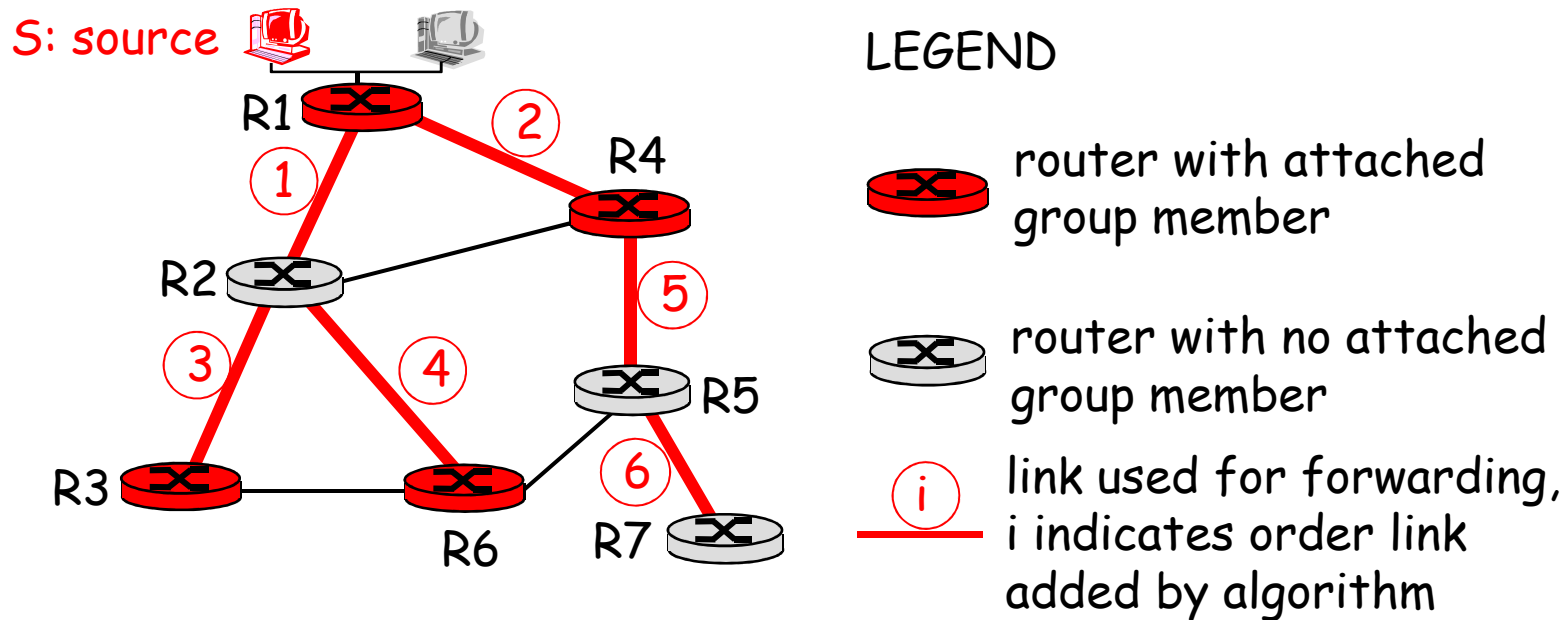 S: source
LEGEND
R1
2
R4
router with attached
group member
1
R2
5
3
4
R5
router with no attached
group member
R3
R6
6
R7
i
link used for forwarding,
i indicates order link
added by algorithm